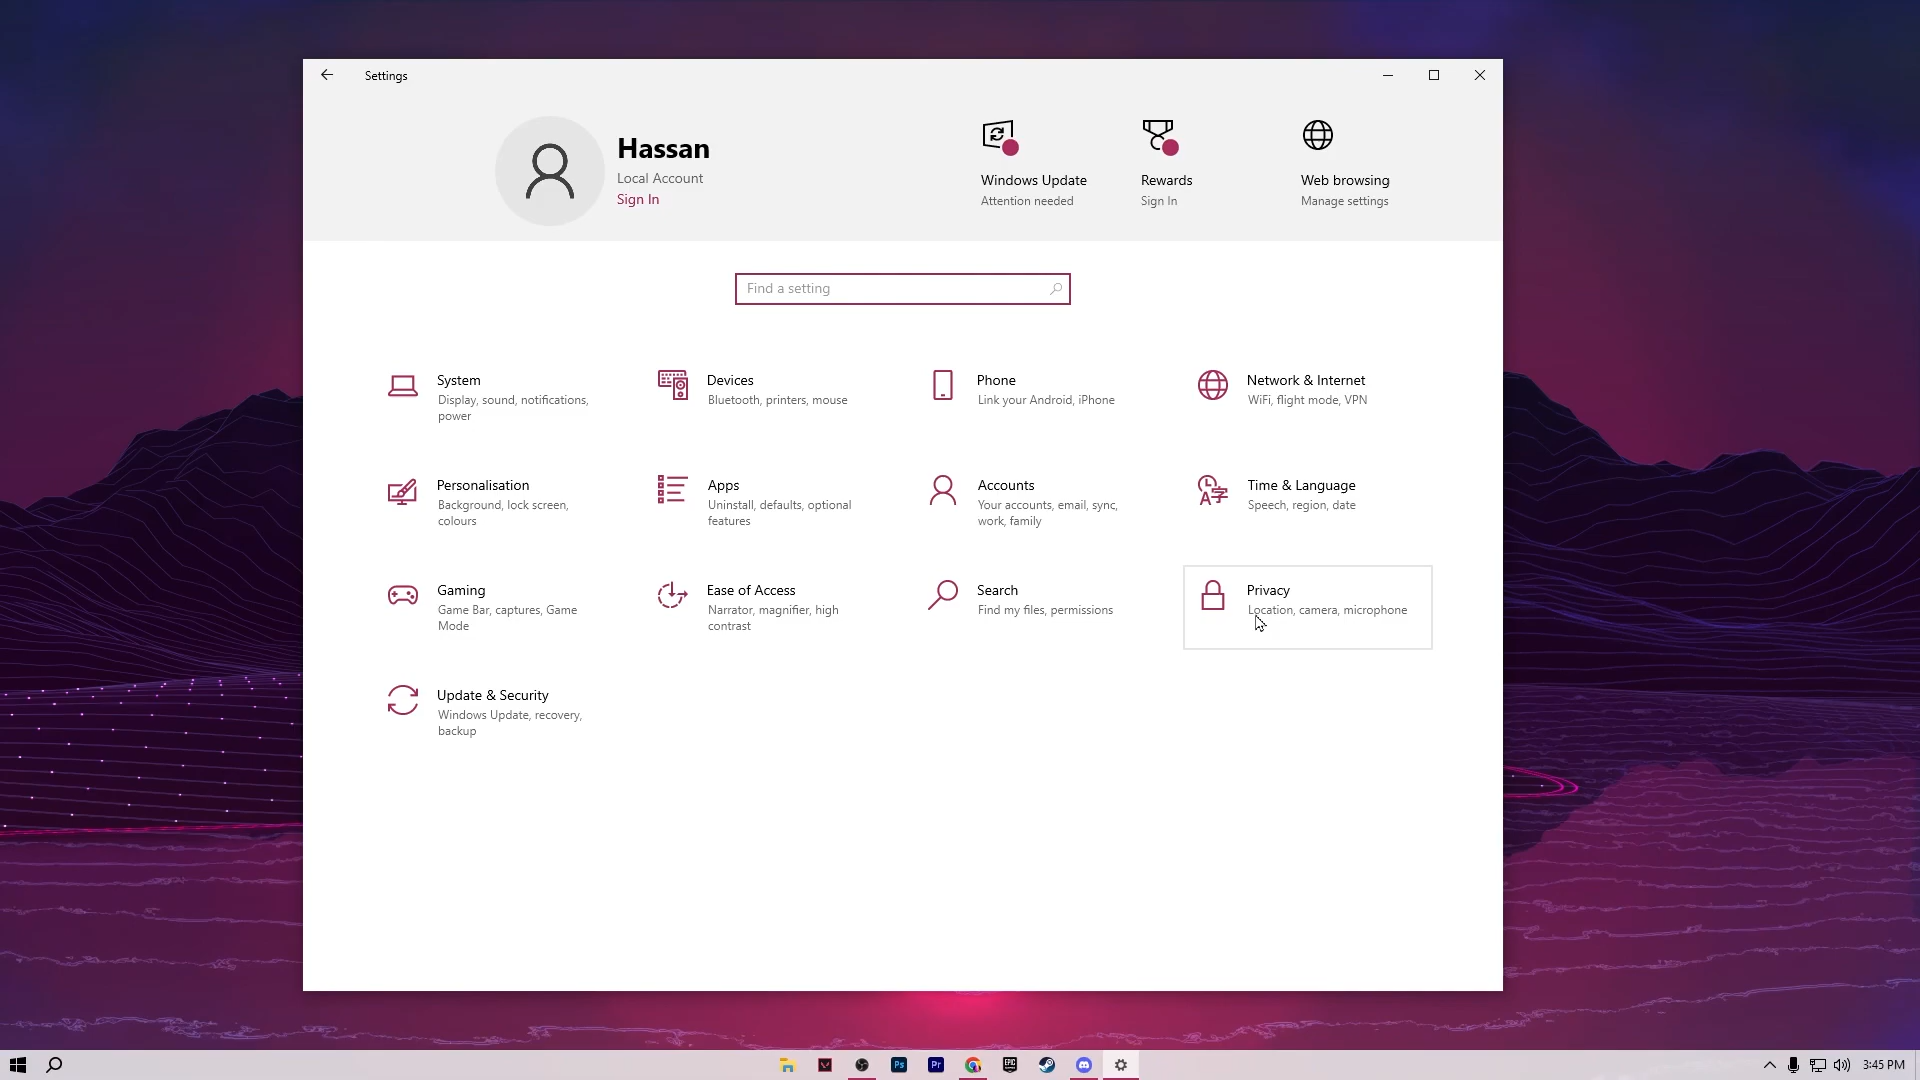 Settings
Hassan
Local Account
Sign In
Windows Update
Attention needed
Rewards
Sign In
Web browsing
Manage settings
Find a setting
System
Display, sound, notifications,
power
Devices
Bluetooth, printers, mouse
Phone
Link your Android, iPhone
Network & Internet
WiFi, flight mode, VPN
Personalisation
Background, lock screen,
colours
Apps
Uninstall, defaults, optional
features
Accounts
Your accounts, email, sync,
work, family
Time & Language
Speech, region, date
Gaming
Game Bar, captures, Game
Mode
Ease of Access
Narrator, magnifier, high
contrast
Search
Find my files, permissions
Privacy
Location, camera, microphone
Update & Security
Windows Update, recovery,
backup
Ps
Pr
EPIC
3:45 PM